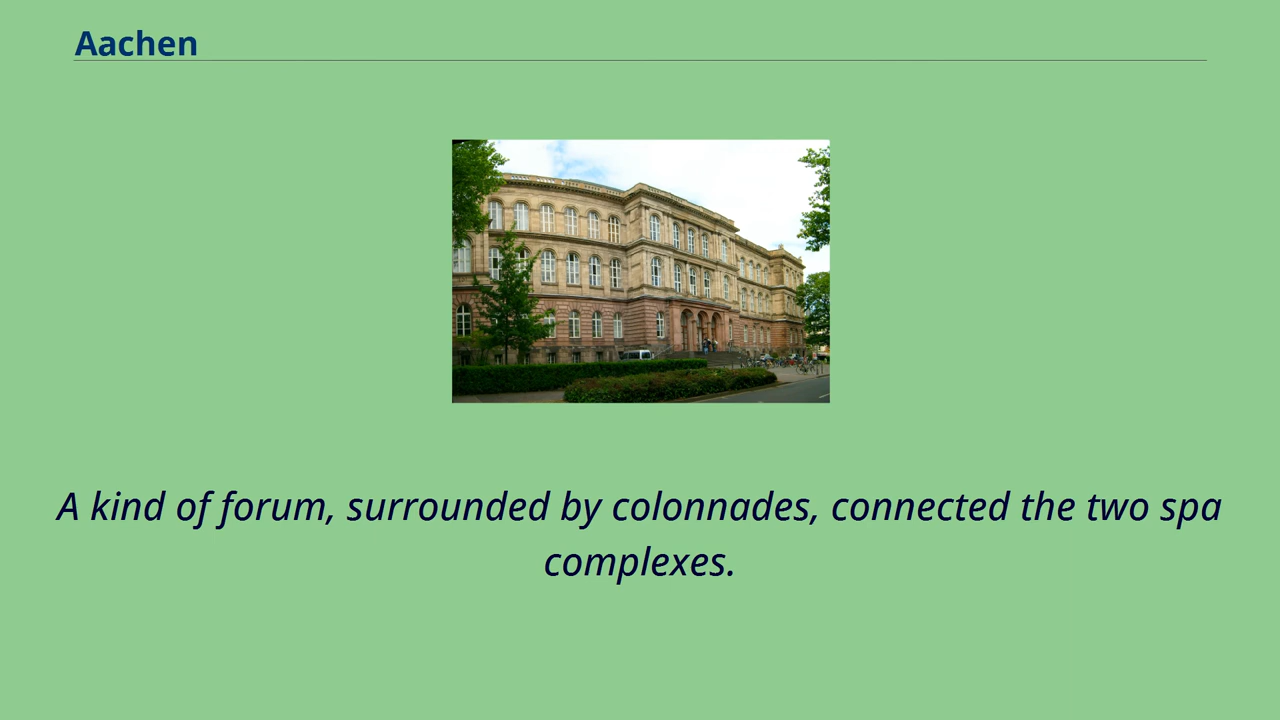 Aachen
A kind of forum, surrounded by colonnades, connected the two spa
complexes.